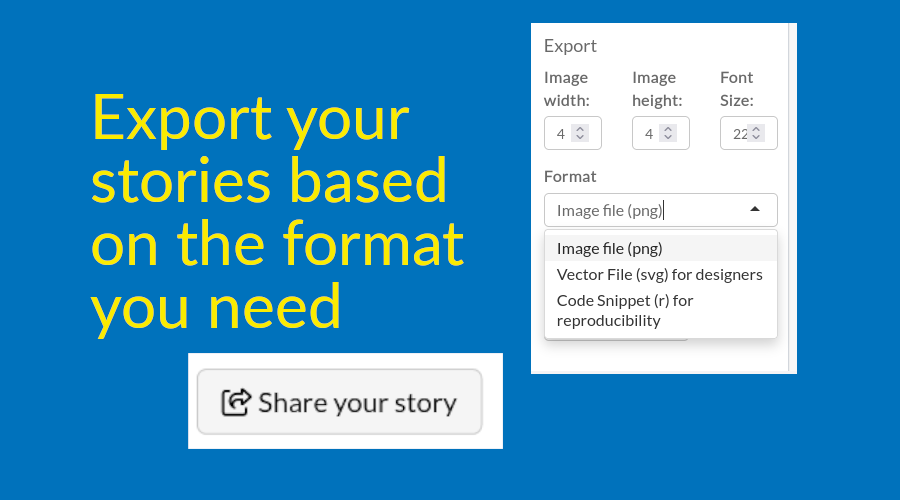 Export your
stories based
on the format
you need
Share your story
Export
Image width:
Image height:
Font Size:
4
4
22
Format
Image file (png)
Image file (png)
Vector File (svg) for designers
Code Snippet (r) for
reproducibility